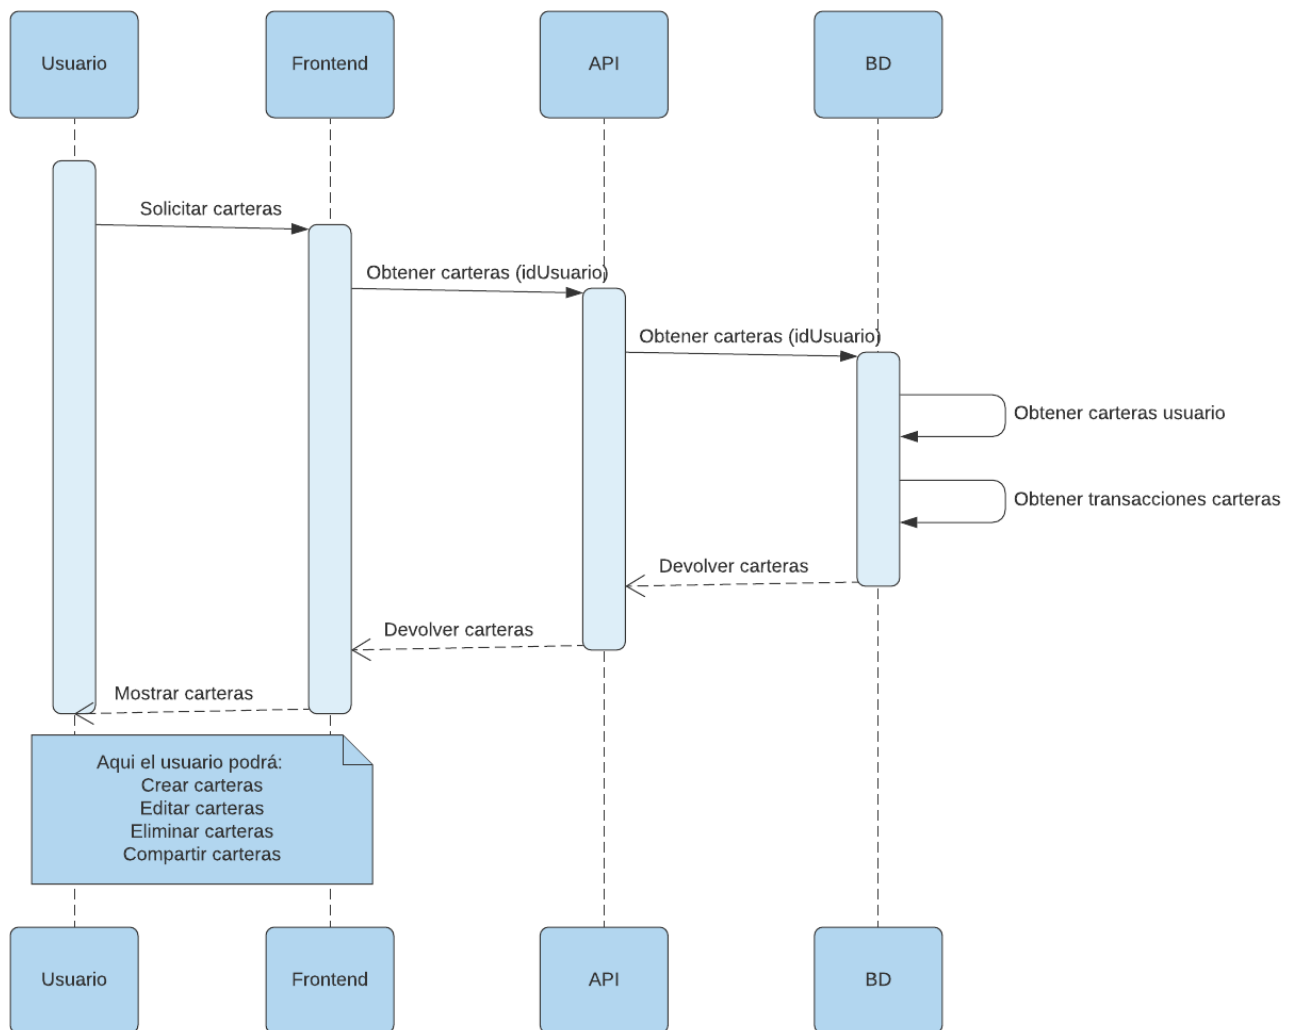 Usuario
Frontend
API
BD
Solicitar carteras
Obtener carteras (idUsuario)
Obtener carteras (idUsuario)
Obtener carteras usuario
Obtener transacciones carteras
Devolver carteras
Devolver carteras
Mostrar carteras
Aqui el usuario podrá:
Crear carteras
Editar carteras
Eliminar carteras
Compartir carteras
Usuario
Frontend
API
BD